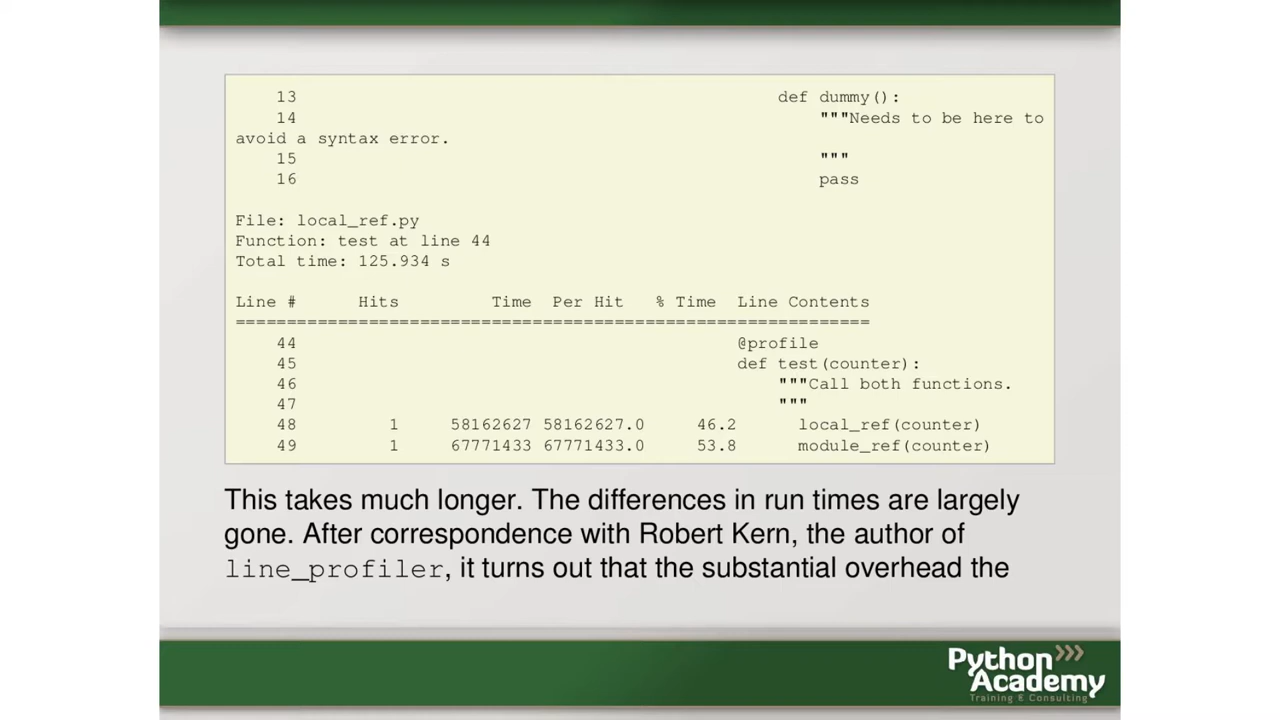 13 def dummy():
14 """Needs to be here to
avoid a syntax error.
15 """
16 pass
File: local_ref.py
Function: test at line 44
Total time: 125.934 s
Line # Hits Time Per Hit % Time Line Contents
==============================================================
44 @profile
45 def test(counter):
46 """Call both functions.
47 """
48 1 58162627 58162627.0 46.2 local_ref(counter)
49 1 67771433 67771433.0 53.8 module_ref(counter)
This takes much longer. The differences in run times are largely
gone. After correspondence with Robert Kern, the author of
line_profiler, it turns out that the substantial overhead the
Python
Academy
Training & Consulting